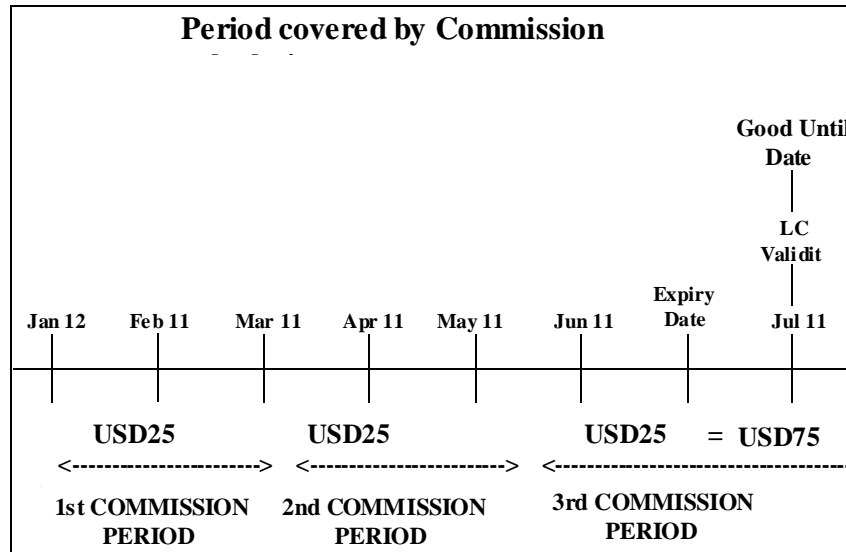 Period covered by Commission
Good Until
Date
LC
Validit
Expiry
Date
Jan 12 Feb 11 Mar 11 Apr 11 May 11 Jun 11 Jul 11
USD25 USD25 USD25 = USD75
<-----------------------> <------------------------> <-----------------------------------
1st COMMISSION 2nd COMMISSION 3rd COMMISSION
PERIOD PERIOD PERIOD